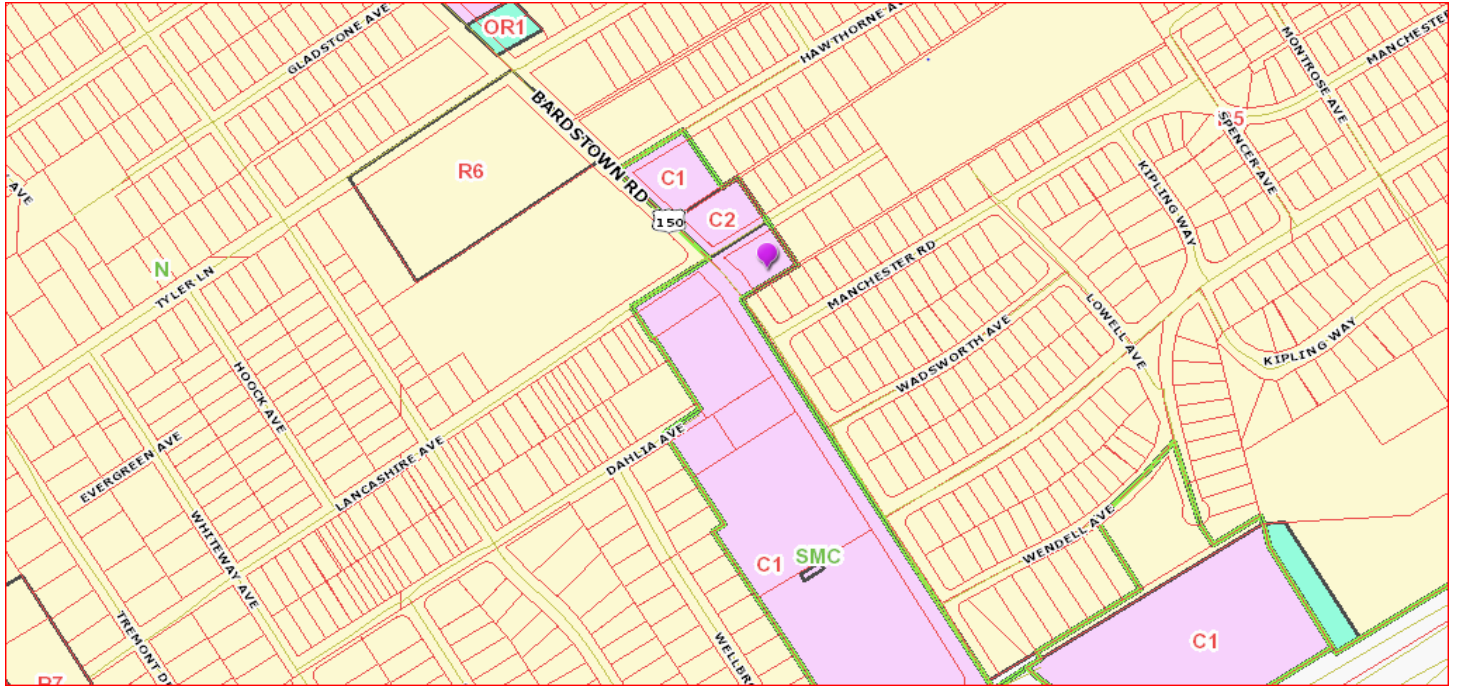 OR1
GLADSTONE AVE
HAWTHORNE AV
MONTROSE AVE
MANCHESTER
BARDSTOWN RD
SPENCER AVE
R6
C1
AVE
150
C2
KIPLING WAY
N
TYLER LN
MANCHESTER RD
LOWELL AVE
WADSWORTH AVE
KIPLING WAY
HOOCK AVE
EVERGREEN AVE
LANCASHIRE AVE
DAHLIA AVE
WHITEWAY AVE
WENDELL AVE
C1
SMC
TREMONT D
WELLBR
C1
R7